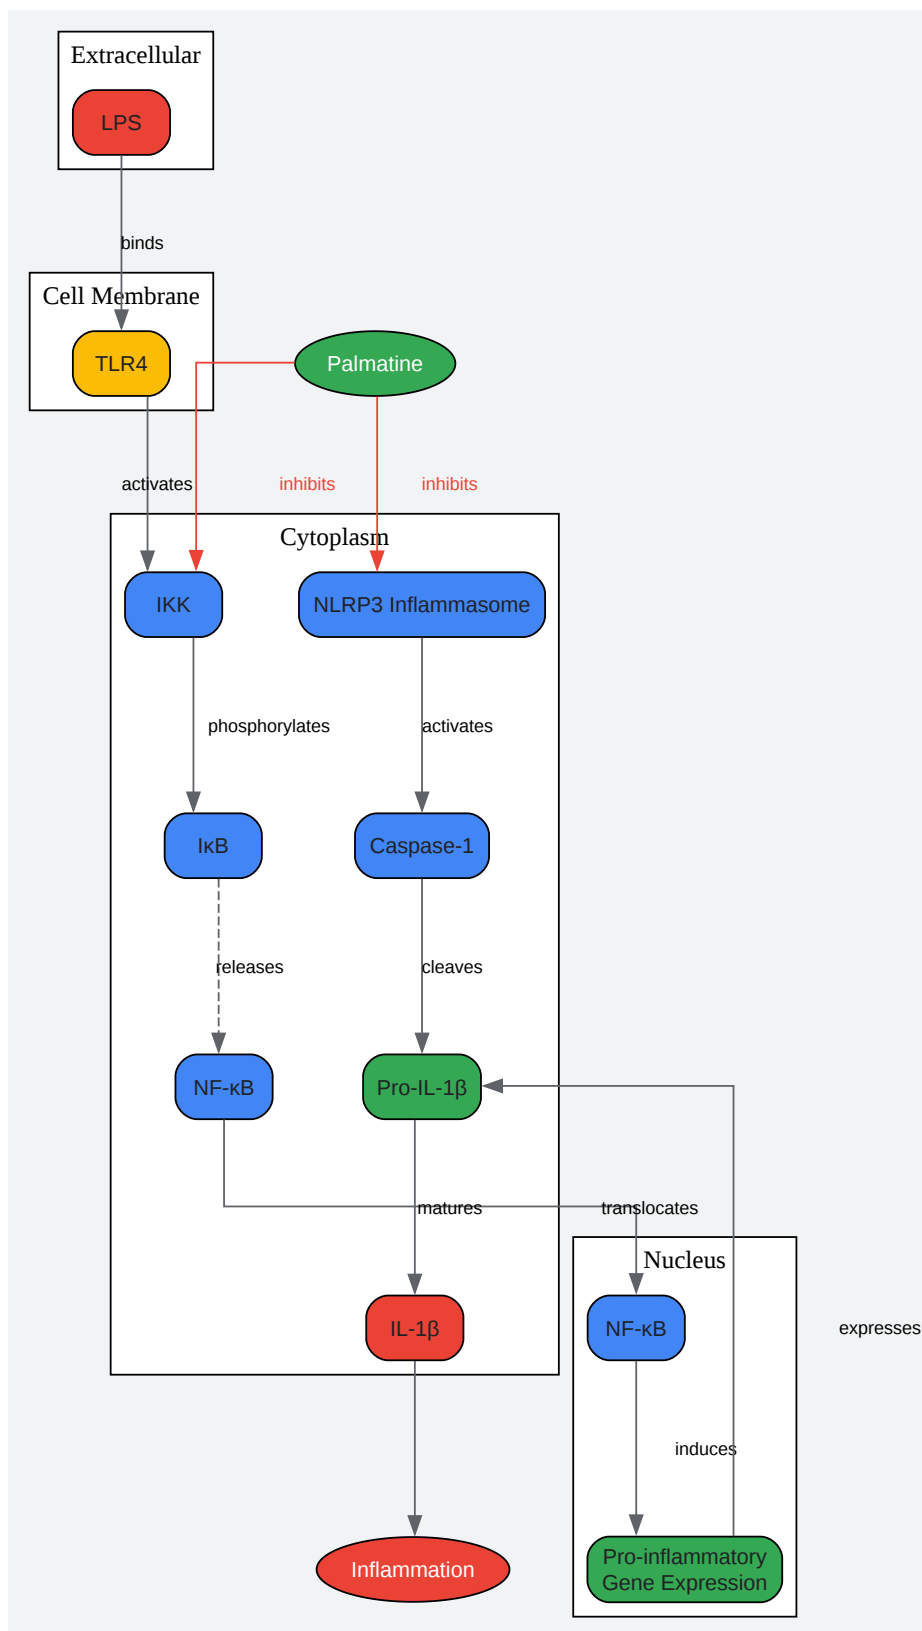 Extracellular
LPS
binds
Cell Membrane
TLR4
Palmatine
activates
inhibits
inhibits
Cytoplasm
IKK
NLRP3 Inflammasome
phosphorylates
activates
IκB
Caspase-1
releases
cleaves
NF-κB
Pro-IL-1β
matures
translocates
Nucleus
IL-1β
NF-κB
expresses
induces
Inflammation
Pro-inflammatory
Gene Expression